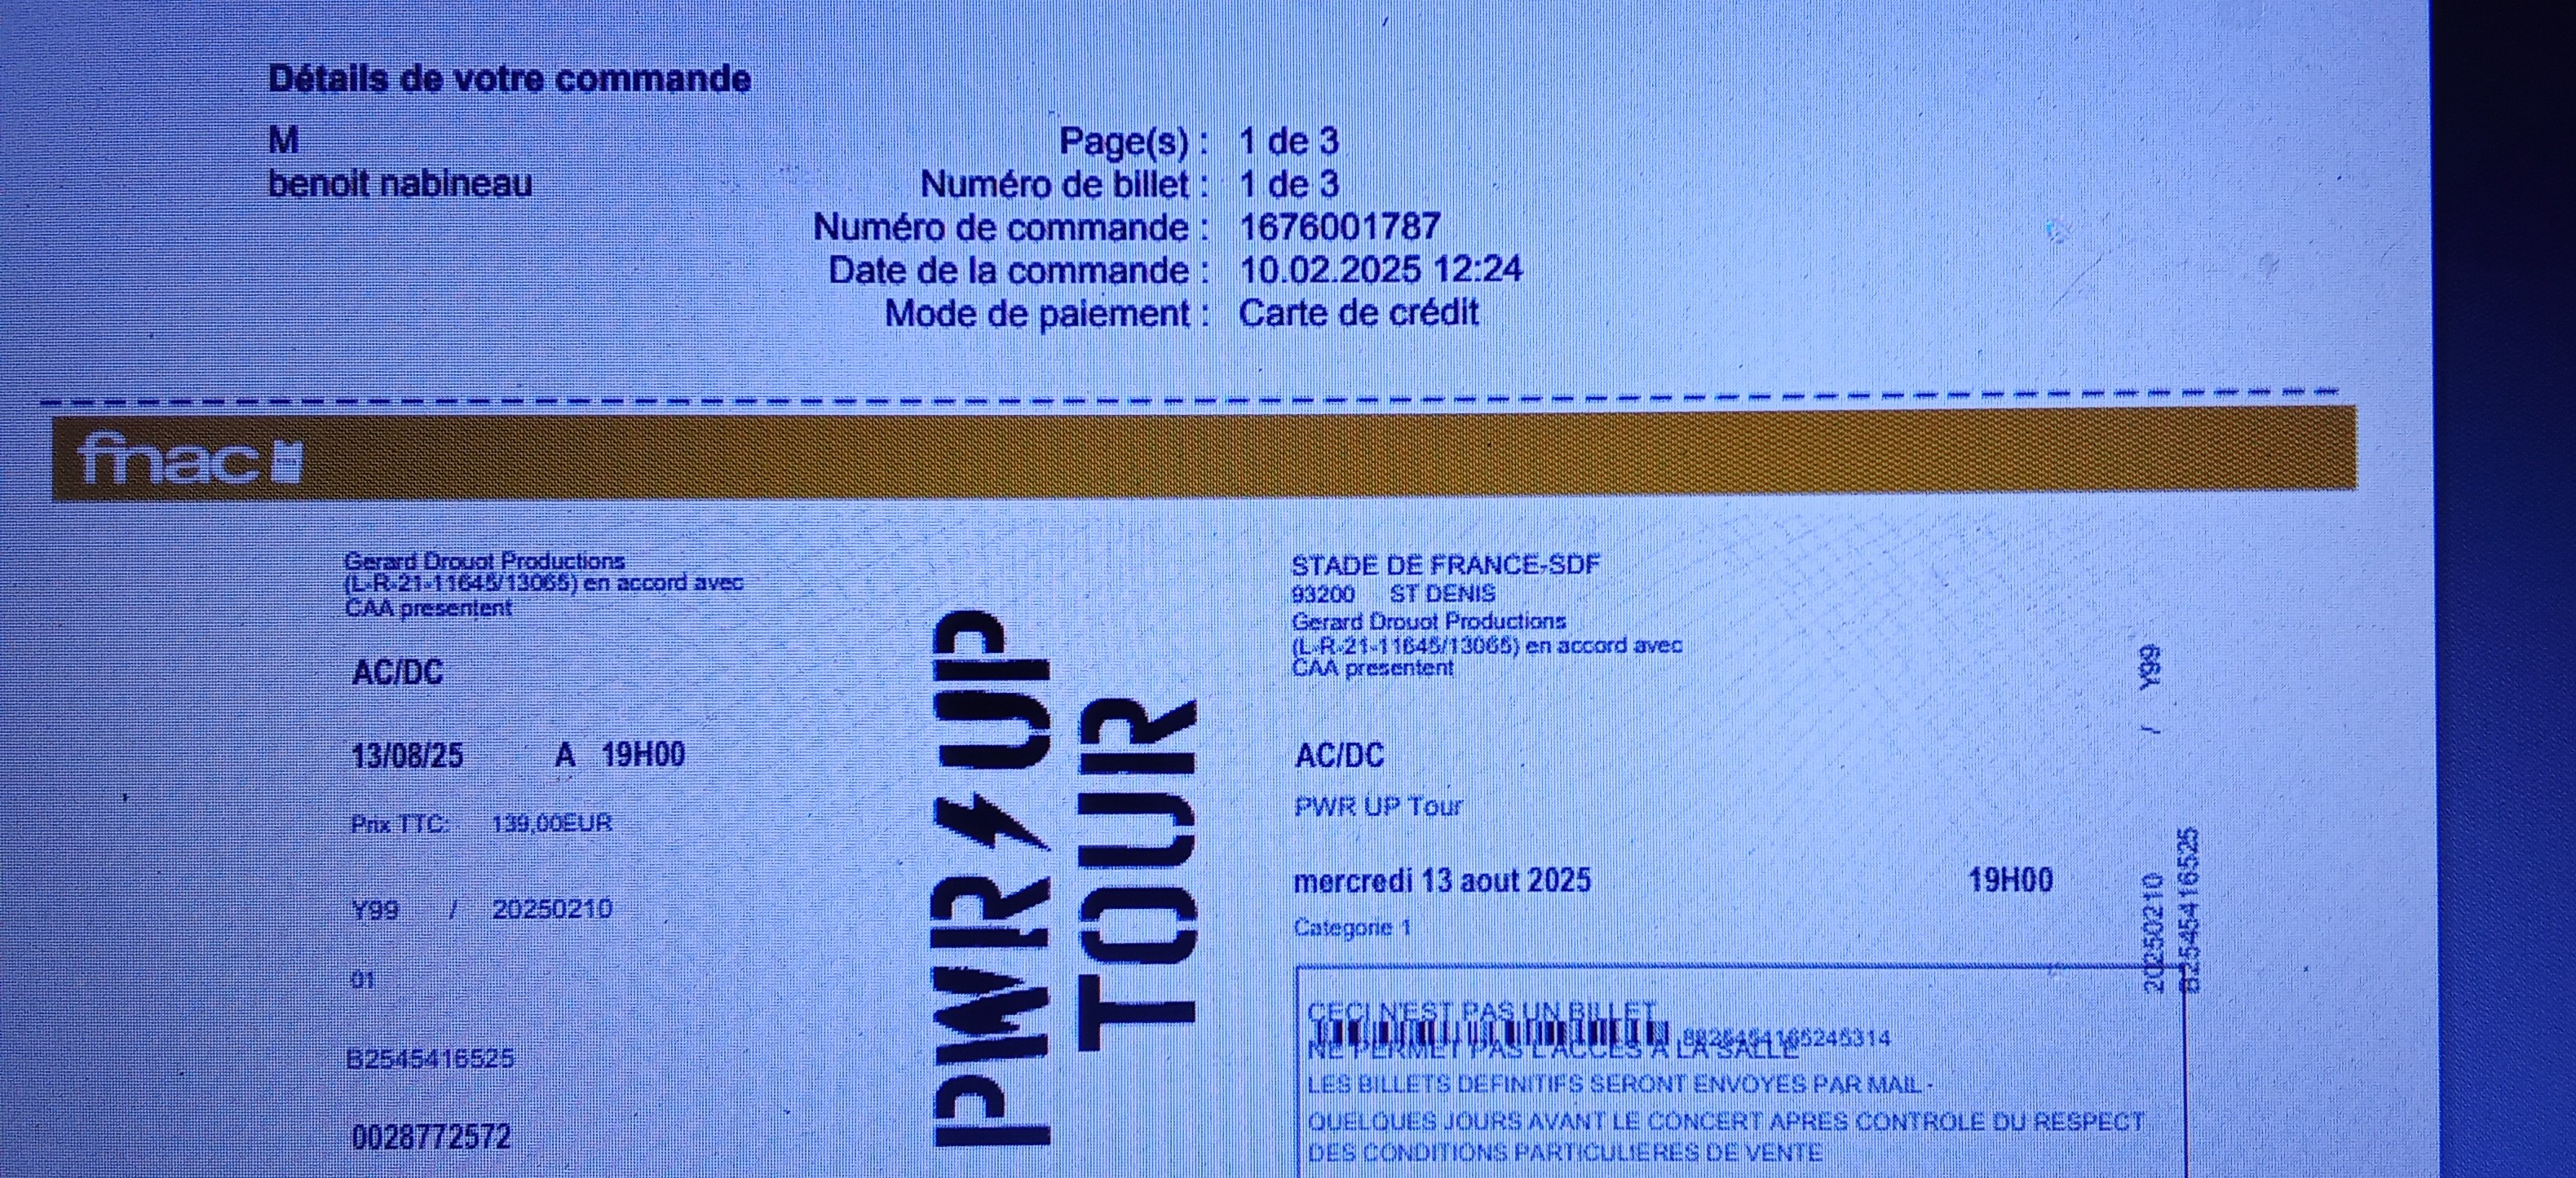 Détails de votre commande
M
benoit nabineau
Page(s) : 1 de 3
Numéro de billet : 1 de 3
Numéro de commande : 1676001787
Date de la commande : 10.02.2025 12:24
Mode de paiement : Carte de crédit
fnac
Gerard Drouot Productions
(L-R-21-11645/13065) en accord avec
CAA presentent
AC/DC
13/08/25 A 19H00
Prix TTC: 139,00EUR
Y99 / 20250210
01
B2545416525
0028772572
PWR UP
TOUR
STADE DE FRANCE-SDF
93200 ST DENIS
Gerard Drouot Productions
(L-R-21-11645/13065) en accord avec
CAA presentent
AC/DC
PWR UP Tour
mercredi 13 aout 2025 19H00
Categorie 1
CECI N'EST PAS UN BILLET
NE PERMET PAS L'ACCES A LA SALLE
LES BILLETS DEFINITIFS SERONT ENVOYES PAR MAIL -
QUELQUES JOURS AVANT LE CONCERT APRES CONTROLE DU RESPECT
DES CONDITIONS PARTICULIERES DE VENTE
20250210 / Y99
B2545416525